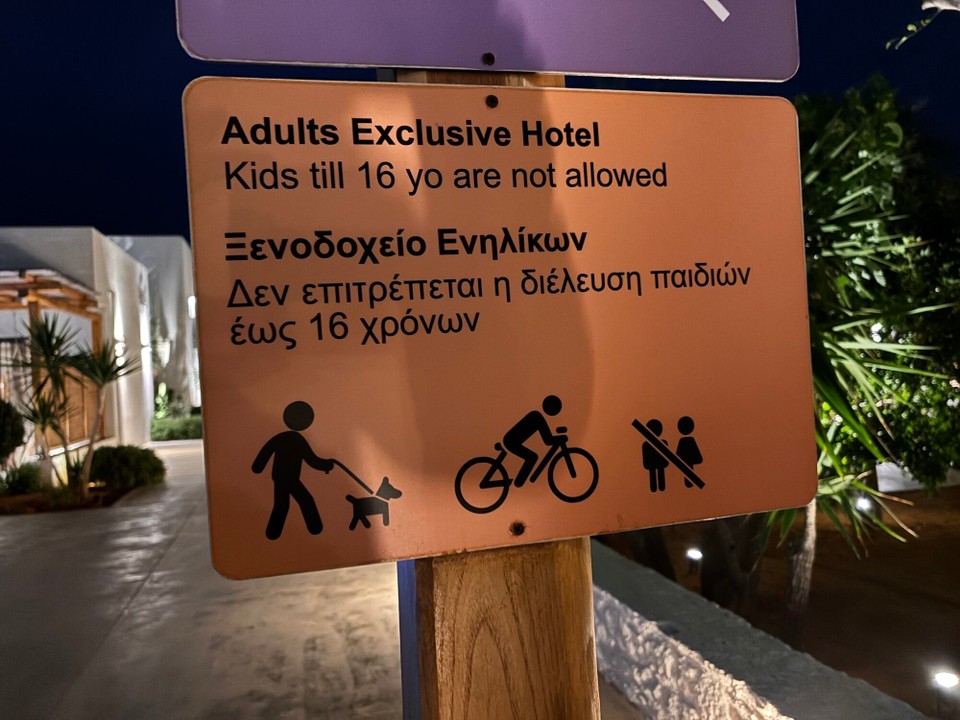 Adults Exclusive Hotel
Kids till 16 yo are not allowed
Ξενοδοχείο Ενηλίκων
Δεν επιτρέπεται η διέλευση παιδιών
έως 16 χρόνων